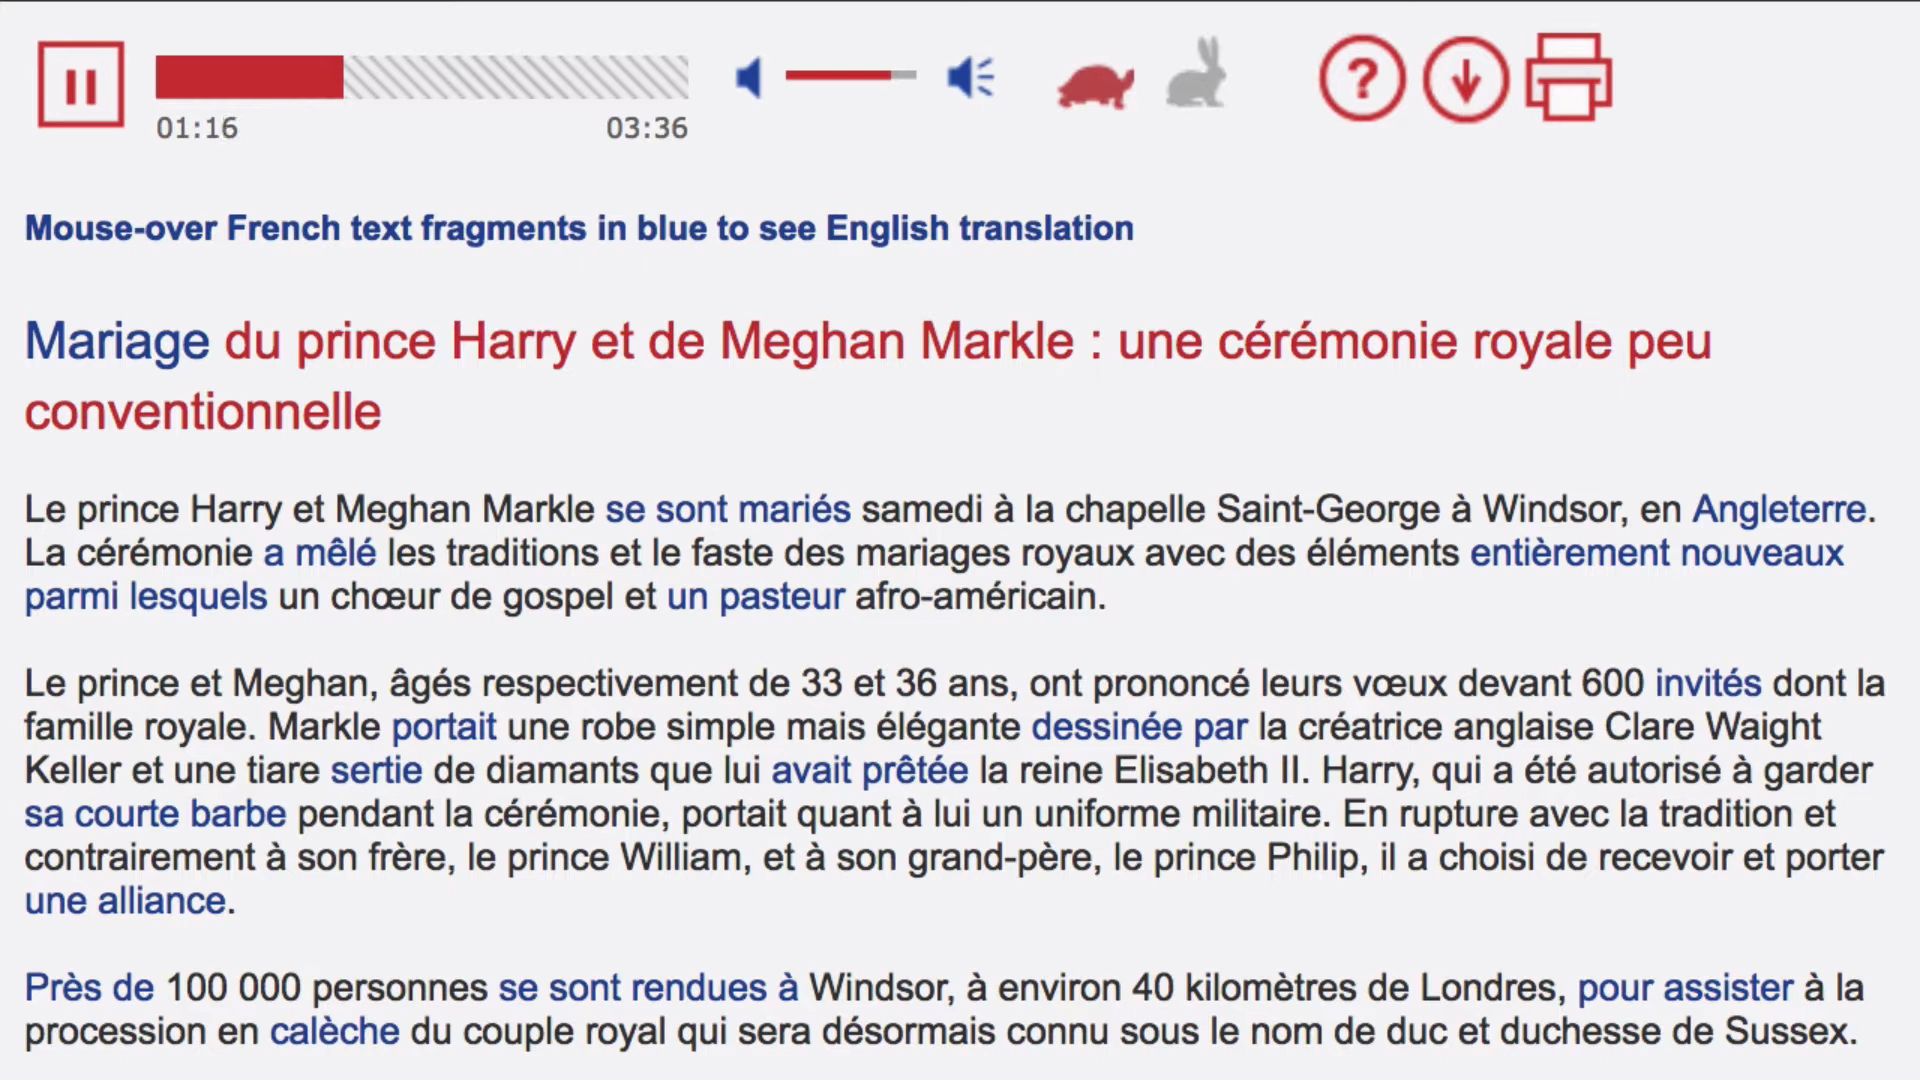 01:16
03:36
?
Mouse-over French text fragments in blue to see English translation
Mariage du prince Harry et de Meghan Markle : une cérémonie royale peu
conventionnelle
Le prince Harry et Meghan Markle se sont mariés samedi à la chapelle Saint-George à Windsor, en Angleterre.
La cérémonie a mêlé les traditions et le faste des mariages royaux avec des éléments entièrement nouveaux
parmi lesquels un chœur de gospel et un pasteur afro-américain.
Le prince et Meghan, âgés respectivement de 33 et 36 ans, ont prononcé leurs vœux devant 600 invités dont la
famille royale. Markle portait une robe simple mais élégante dessinée par la créatrice anglaise Clare Waight
Keller et une tiare sertie de diamants que lui avait prêtée la reine Elisabeth II. Harry, qui a été autorisé à garder
sa courte barbe pendant la cérémonie, portait quant à lui un uniforme militaire. En rupture avec la tradition et
contrairement à son frère, le prince William, et à son grand-père, le prince Philip, il a choisi de recevoir et porter
une alliance.
Près de 100 000 personnes se sont rendues à Windsor, à environ 40 kilomètres de Londres, pour assister à la
procession en calèche du couple royal qui sera désormais connu sous le nom de duc et duchesse de Sussex.